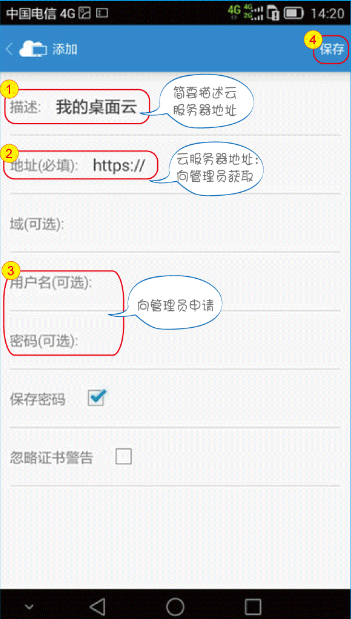 中国电信 4G 4G 4G 2G 14:20
添加 4 保存
1
描述: 我的桌面云
简要描述云
服务器地址
2
地址(必填): https://
云服务器地址:
向管理员获取
域(可选):
3
用户名(可选):
向管理员申请
密码(可选):
保存密码
忽略证书警告